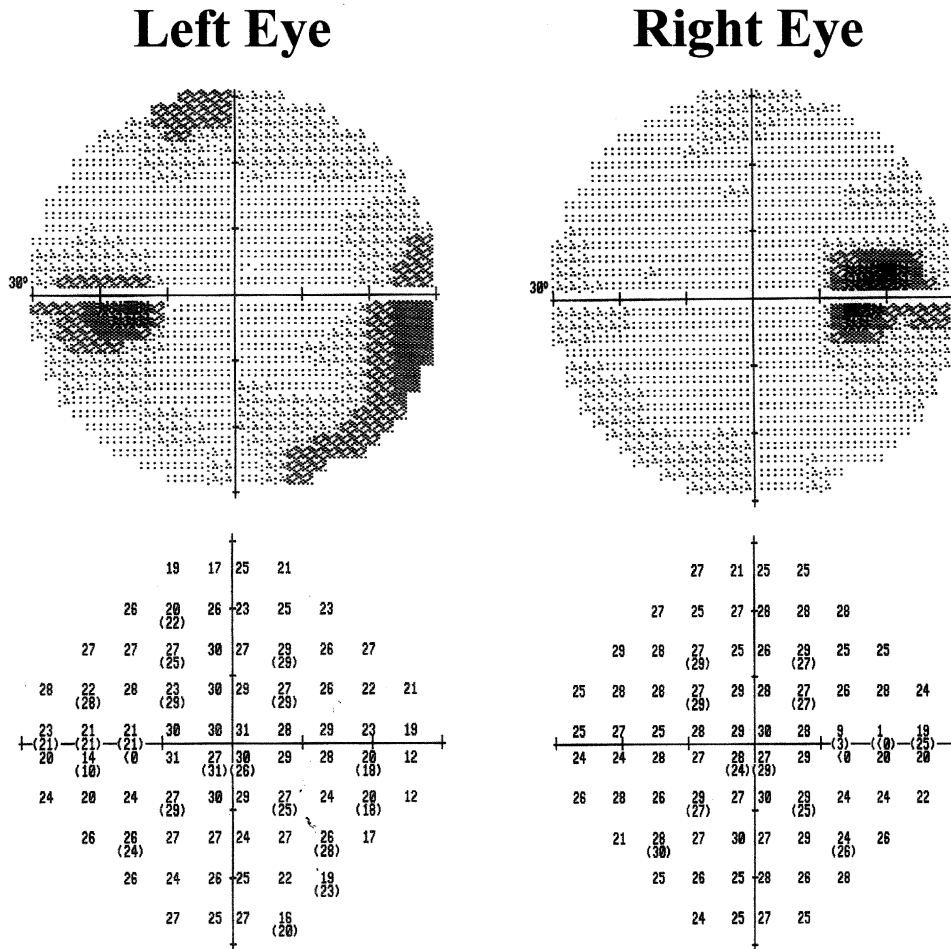 Left Eye Right Eye
30° 30°
19 17 25 21 27 21 25 25
26 20 26 23 25 23 27 25 27 28 28 28
(22)
27 27 27 30 27 29 26 27 29 28 27 25 26 29 25 25
(25) (29) (29) (27)
28 22 28 23 30 29 27 26 22 21 25 28 28 27 29 28 27 26 28 24
(28) (29) (29) (29) (27)
23 21 21 30 30 31 28 29 23 19 25 27 25 28 29 30 28 9 1 19
(21) (21) (21) (3) (<0) (25)
20 14 <0 31 27 30 29 28 20 12 24 24 28 27 28 27 29 <0 20 20
(10) (31) (26) (18) (24) (29)
24 20 24 27 30 29 27 24 20 12 26 28 26 29 27 30 29 24 24 22
(29) (25) (18) (27) (25)
26 26 27 27 24 27 26 17 21 28 27 30 27 29 24 26
(24) (28) (30) (26)
26 24 26 25 22 19 25 26 25 28 26 28
(23)
27 25 27 16 24 25 27 25
(20)